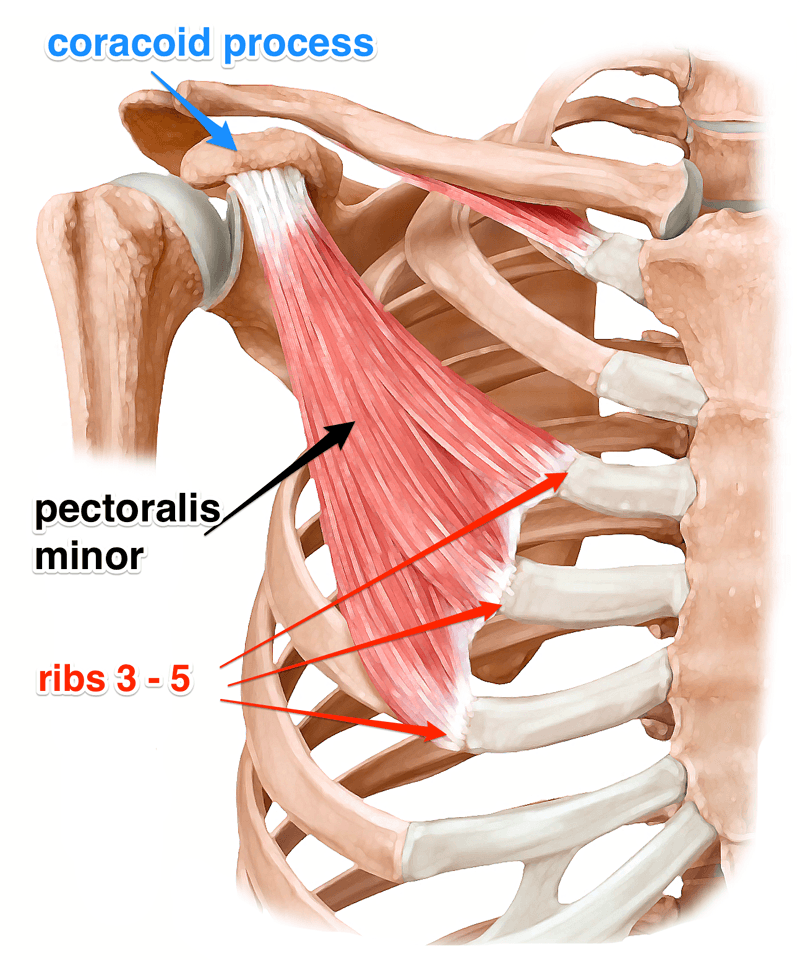 coracoid process
pectoralis
minor
ribs 3 - 5